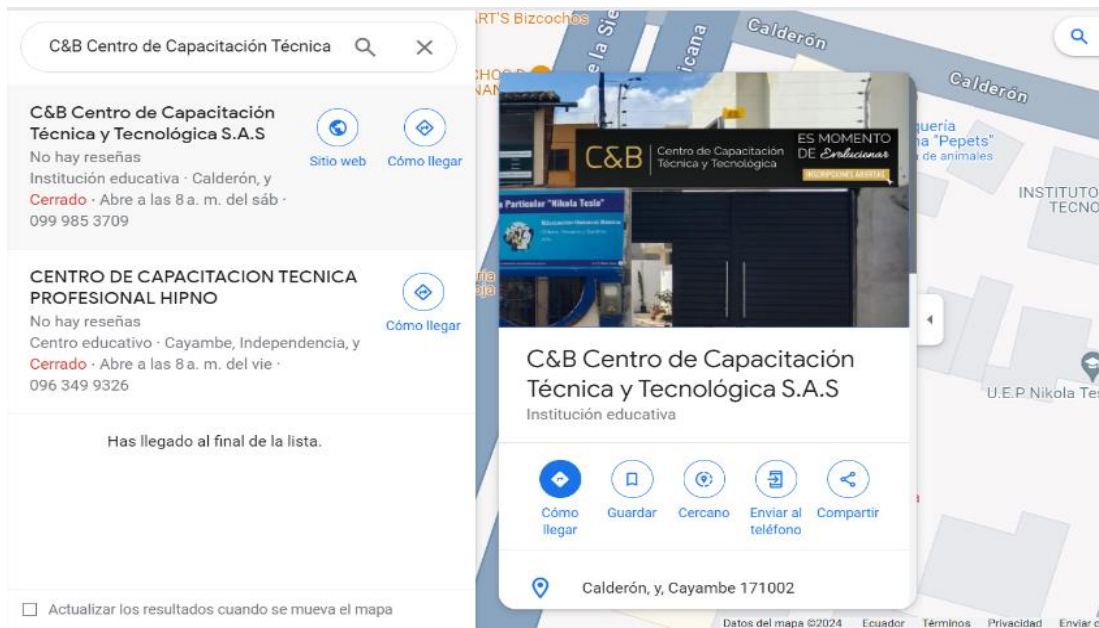 C&B Centro de Capacitación Técnica
C&B Centro de Capacitación
Técnica y Tecnológica S.A.S
No hay reseñas
Institución educativa · Calderón, y
Cerrado · Abre a las 8 a. m. del sáb ·
099 985 3709
Sitio web
Cómo llegar
CENTRO DE CAPACITACION TECNICA
PROFESIONAL HIPNO
No hay reseñas
Centro educativo · Cayambe, Independencia, y
Cerrado · Abre a las 8 a. m. del vie ·
096 349 9326
Cómo llegar
Has llegado al final de la lista.
Actualizar los resultados cuando se mueva el mapa
Bizcochos
Calderón
Calderón
C&B
Centro de Capacitación
Técnica y Tecnológica
ES MOMENTO
DE Evolucionar
INSCRIPCIONES ABIERTAS
Particular "Nikola Tesla"
C&B Centro de Capacitación
Técnica y Tecnológica S.A.S
Institución educativa
Cómo
llegar
Guardar
Cercano
Enviar al
teléfono
Compartir
Calderón, y, Cayambe 171002
"Pepets"
de animales
INSTITUTO
TECNO
U.E.P Nikola Tes
Datos del mapa ©2024
Ecuador
Términos
Privacidad
Enviar